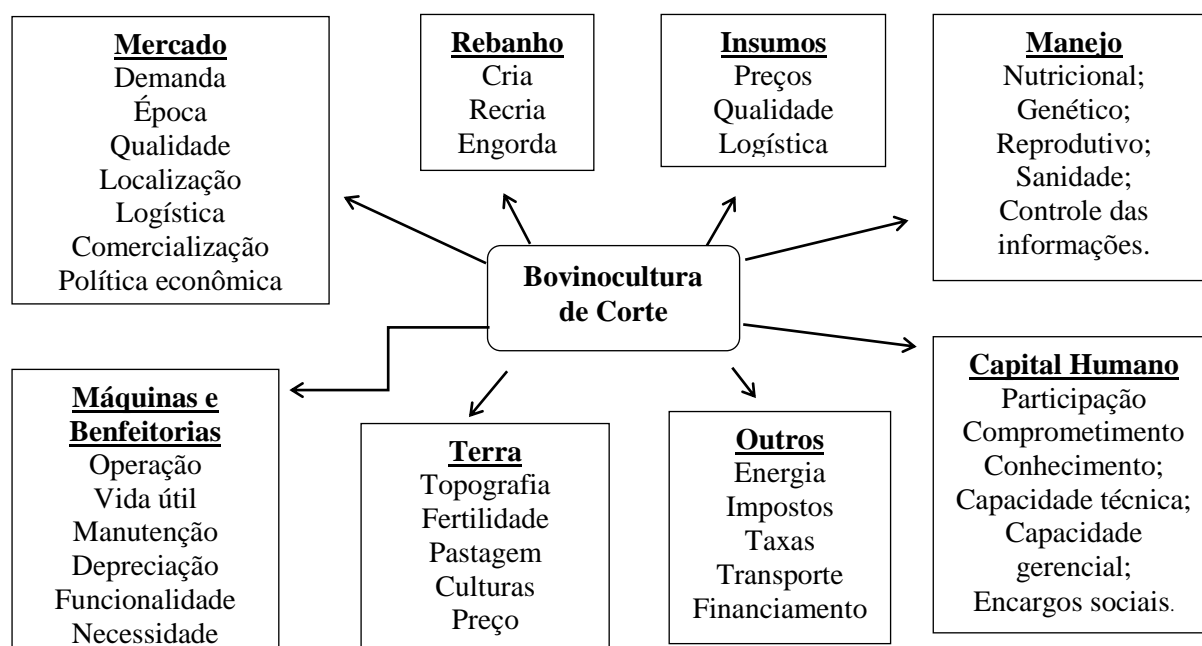 Mercado
Demanda
Época
Qualidade
Localização
Logística
Comercialização
Política econômica
Rebanho
Cria
Recria
Engorda
Insumos
Preços
Qualidade
Logística
Manejo
Nutricional;
Genético;
Reprodutivo;
Sanidade;
Controle das
informações.
Bovinocultura
de Corte
Máquinas e
Benfeitorias
Operação
Vida útil
Manutenção
Depreciação
Funcionalidade
Necessidade
Terra
Topografia
Fertilidade
Pastagem
Culturas
Preço
Outros
Energia
Impostos
Taxas
Transporte
Financiamento
Capital Humano
Participação
Comprometimento
Conhecimento;
Capacidade técnica;
Capacidade
gerencial;
Encargos sociais.